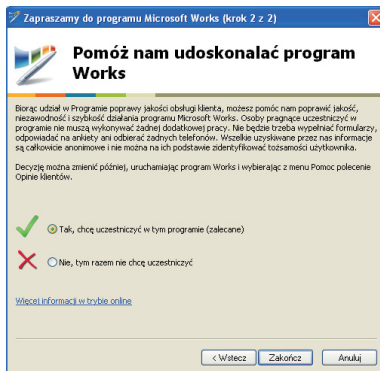 Zapraszamy do programu Microsoft Works (krok 2 z 2)
Pomóż nam udoskonalać program
Works
Biorąc udział w Programie poprawy jakości obsługi klienta, możesz pomóc nam poprawić jakość,
niezawodność i szybkość działania programu Microsoft Works. Osoby pragnące uczestniczyć w
programie nie muszą wykonywać żadnej dodatkowej pracy. Nie będzie trzeba wypełniać formularzy,
odpowiadać na ankiety ani odbierać żadnych telefonów. Wszelkie uzyskiwane przez nas informacje
są całkowicie anonimowe i nie można na ich podstawie zidentyfikować tożsamości użytkownika.
Decyzję można zmienić później, uruchamiając program Works i wybierając z menu Pomoc polecenie
Opinie klientów.
Tak, chcę uczestniczyć w tym programie (zalecane)
Nie, tym razem nie chcę uczestniczyć
Więcej informacji w trybie online
< Wstecz Zakończ Anuluj